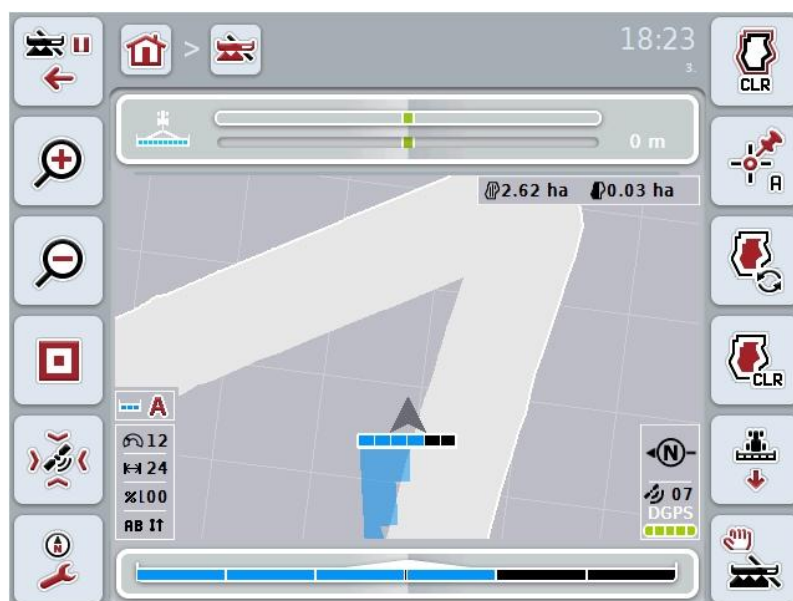 > 18:23
3.
CLR
0 m
A
2.62 ha 0.03 ha
CLR
A
12
24
N
%100
07
DGPS
AB
N